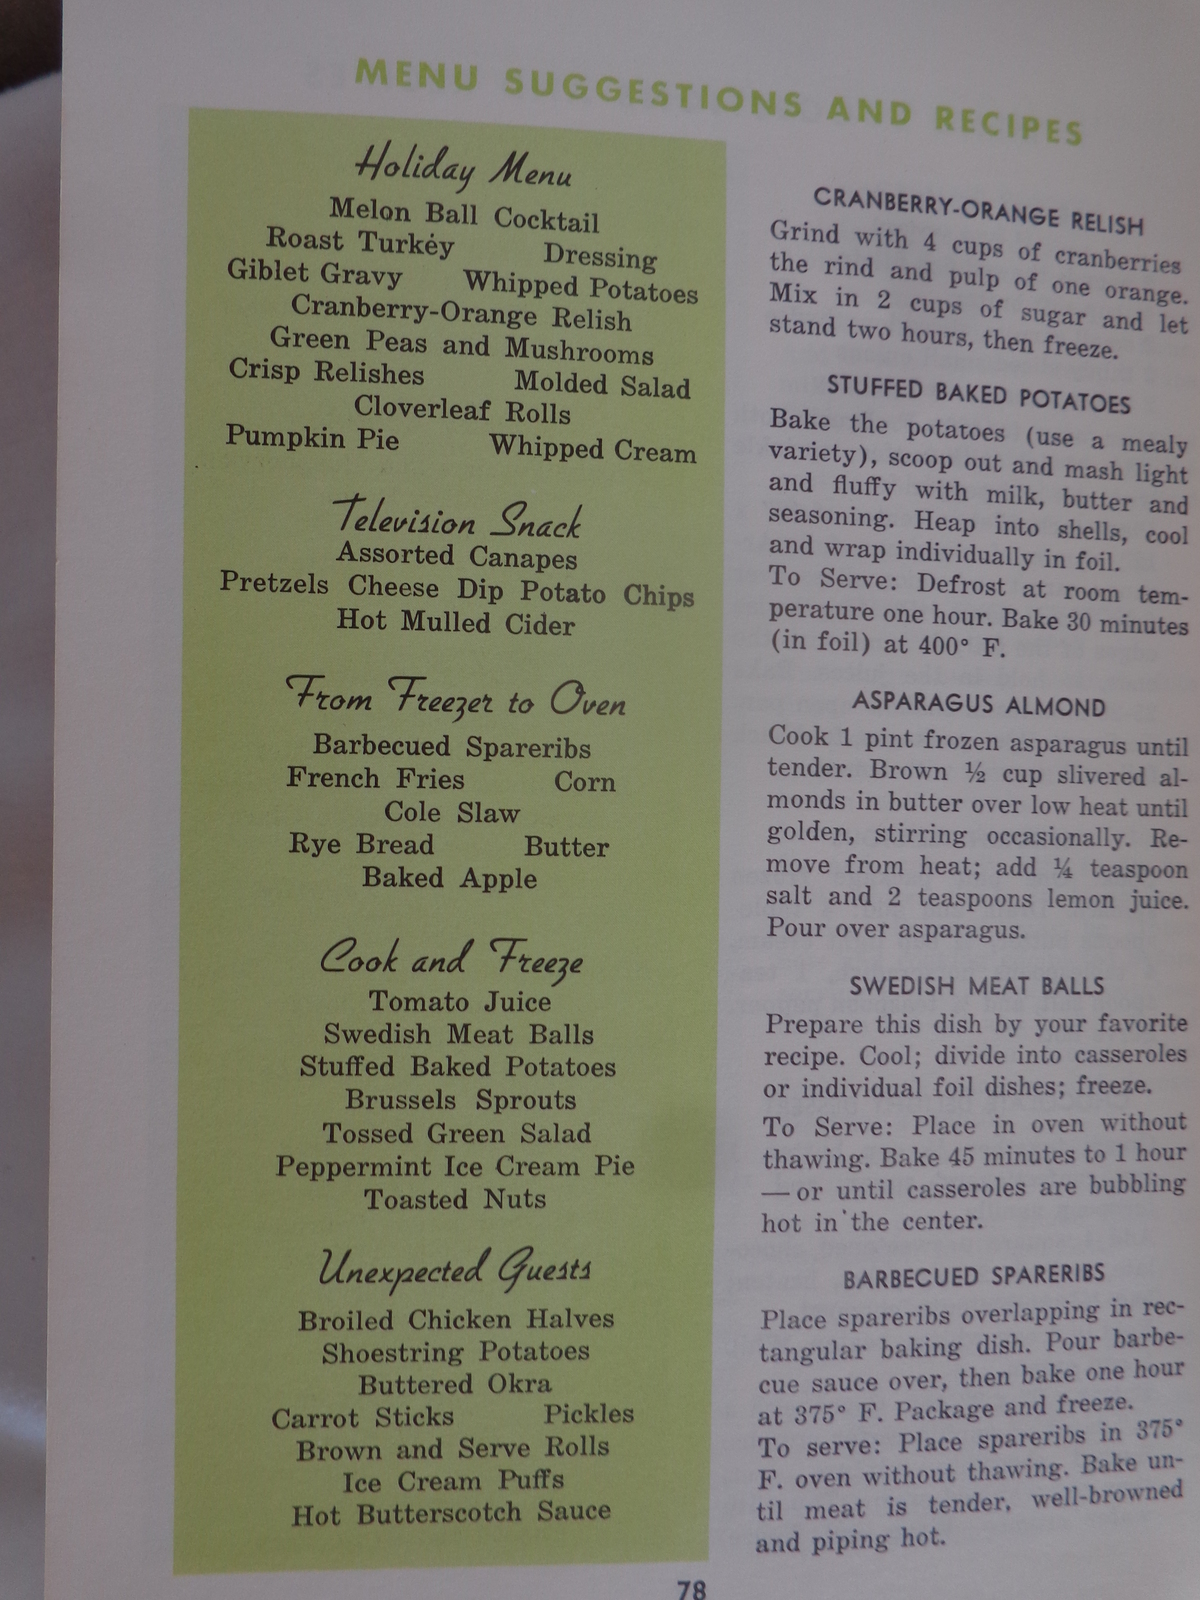 MENU SUGGESTIONS AND RECIPES
Holiday Menu
Melon Ball Cocktail
Roast Turkey Dressing
Giblet Gravy Whipped Potatoes
Cranberry-Orange Relish
Green Peas and Mushrooms
Crisp Relishes Molded Salad
Cloverleaf Rolls
Pumpkin Pie Whipped Cream
Television Snack
Assorted Canapes
Pretzels Cheese Dip Potato Chips
Hot Mulled Cider
From Freezer to Oven
Barbecued Spareribs
French Fries Corn
Cole Slaw
Rye Bread Butter
Baked Apple
Cook and Freeze
Tomato Juice
Swedish Meat Balls
Stuffed Baked Potatoes
Brussels Sprouts
Tossed Green Salad
Peppermint Ice Cream Pie
Toasted Nuts
Unexpected Guests
Broiled Chicken Halves
Shoestring Potatoes
Buttered Okra
Carrot Sticks Pickles
Brown and Serve Rolls
Ice Cream Puffs
Hot Butterscotch Sauce
CRANBERRY-ORANGE RELISH
Grind with 4 cups of cranberries
the rind and pulp of one orange.
Mix in 2 cups of sugar and let
stand two hours, then freeze.
STUFFED BAKED POTATOES
Bake the potatoes (use a mealy
variety), scoop out and mash light
and fluffy with milk, butter and
seasoning. Heap into shells, cool
and wrap individually in foil.
To Serve: Defrost at room tem-
perature one hour. Bake 30 minutes
(in foil) at 400° F.
ASPARAGUS ALMOND
Cook 1 pint frozen asparagus until
tender. Brown ½ cup slivered al-
monds in butter over low heat until
golden, stirring occasionally. Re-
move from heat; add ¼ teaspoon
salt and 2 teaspoons lemon juice.
Pour over asparagus.
SWEDISH MEAT BALLS
Prepare this dish by your favorite
recipe. Cool; divide into casseroles
or individual foil dishes; freeze.
To Serve: Place in oven without
thawing. Bake 45 minutes to 1 hour
— or until casseroles are bubbling
hot in the center.
BARBECUED SPARERIBS
Place spareribs overlapping in rec-
tangular baking dish. Pour barbe-
cue sauce over, then bake one hour
at 375° F. Package and freeze.
To serve: Place spareribs in 375°
F. oven without thawing. Bake un-
til meat is tender, well-browned
and piping hot.
78